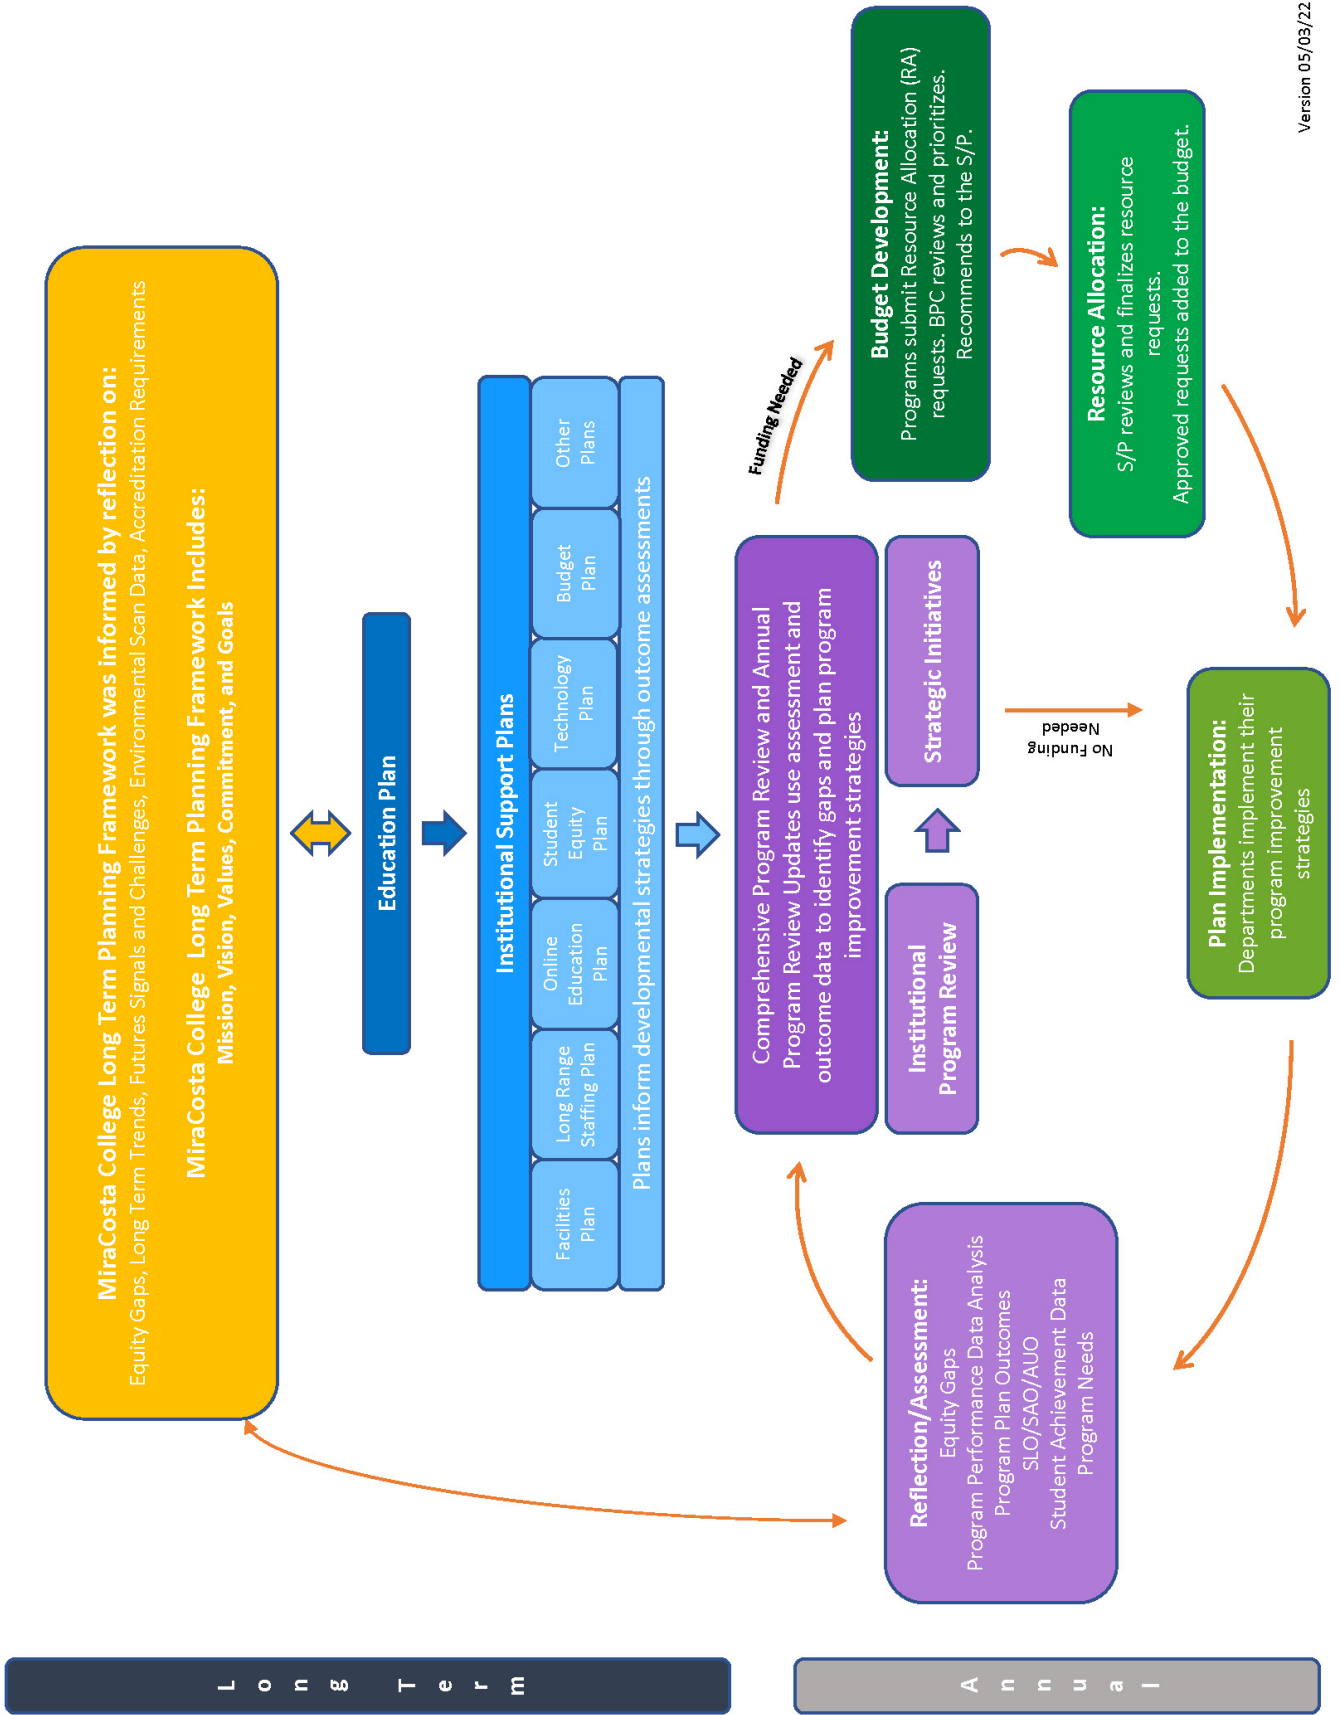 MiraCosta College Long Term Planning Framework was informed by reflection on:
Equity Gaps, Long Term Trends, Futures Signals and Challenges, Environmental Scan Data, Accreditation Requirements
MiraCosta College Long Term Planning Framework Includes:
Mission, Vision, Values, Commitment, and Goals
Long Term
Education Plan
Institutional Support Plans
Facilities
Plan
Long Range
Staffing Plan
Online
Education
Plan
Student
Equity
Plan
Technology
Plan
Budget
Plan
Other
Plans
Plans inform developmental strategies through outcome assessments
Annual
Comprehensive Program Review and Annual
Program Review Updates use assessment and
outcome data to identify gaps and plan program
improvement strategies
Institutional
Program Review
Strategic Initiatives
Funding Needed
Budget Development:
Programs submit Resource Allocation (RA)
requests. BPC reviews and prioritizes.
Recommends to the S/P.
Resource Allocation:
S/P reviews and finalizes resource
requests.
Approved requests added to the budget.
No Funding
Needed
Plan Implementation:
Departments implement their
program improvement
strategies
Reflection/Assessment:
Equity Gaps
Program Performance Data Analysis
Program Plan Outcomes
SLO/SAO/AUO
Student Achievement Data
Program Needs
Version 05/03/22